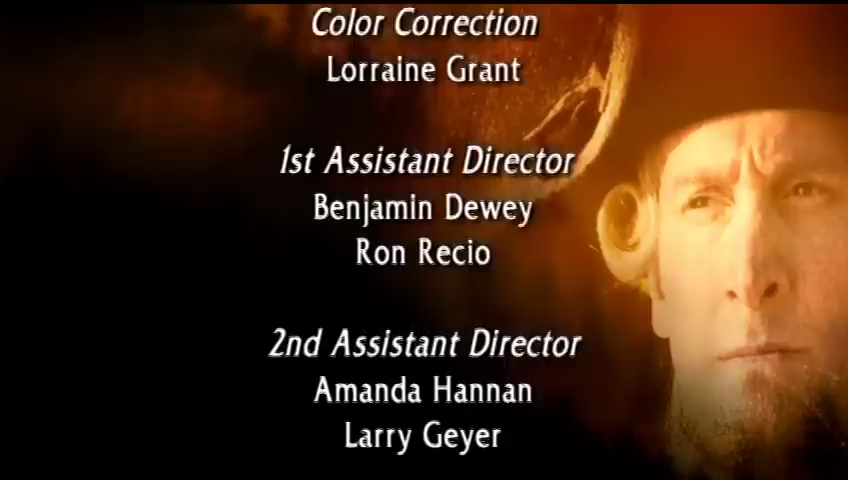 Color Correction
Lorraine Grant
1st Assistant Director
Benjamin Dewey
Ron Recio
2nd Assistant Director
Amanda Hannan
Larry Geyer